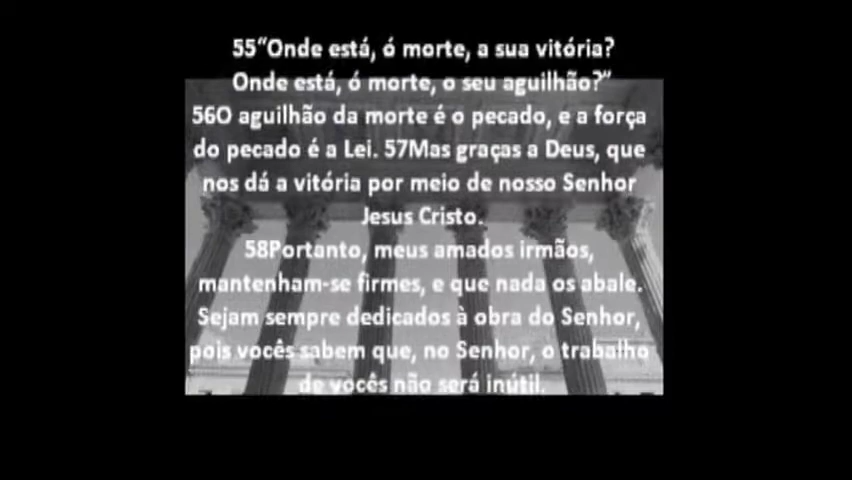 55“Onde está, ó morte, a sua vitória?
Onde está, ó morte, o seu aguilhão?”
56O aguilhão da morte é o pecado, e a força
do pecado é a Lei. 57Mas graças a Deus, que
nos dá a vitória por meio de nosso Senhor
Jesus Cristo.
58Portanto, meus amados irmãos,
mantenham-se firmes, e que nada os abale.
Sejam sempre dedicados à obra do Senhor,
pois vocês sabem que, no Senhor, o trabalho
de vocês não será inútil.